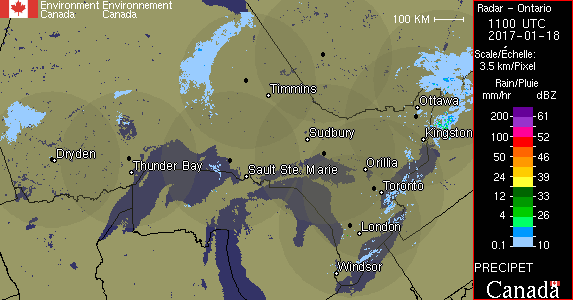 Environment Environnement
Canada Canada
100 KM
Timmins
Ottawa
Sudbury
Kingston
Dryden
Thunder Bay
Sault Ste. Marie
Orillia
Toronto
London
Windsor
Radar - Ontario
1100 UTC
2017-01-18
Scale/Échelle:
3.5 km/Pixel
Rain/Pluie
mm/hr dBZ
200 61
100 52
50 46
24 39
12 33
4 26
0.1 10
PRECIPET
Canada